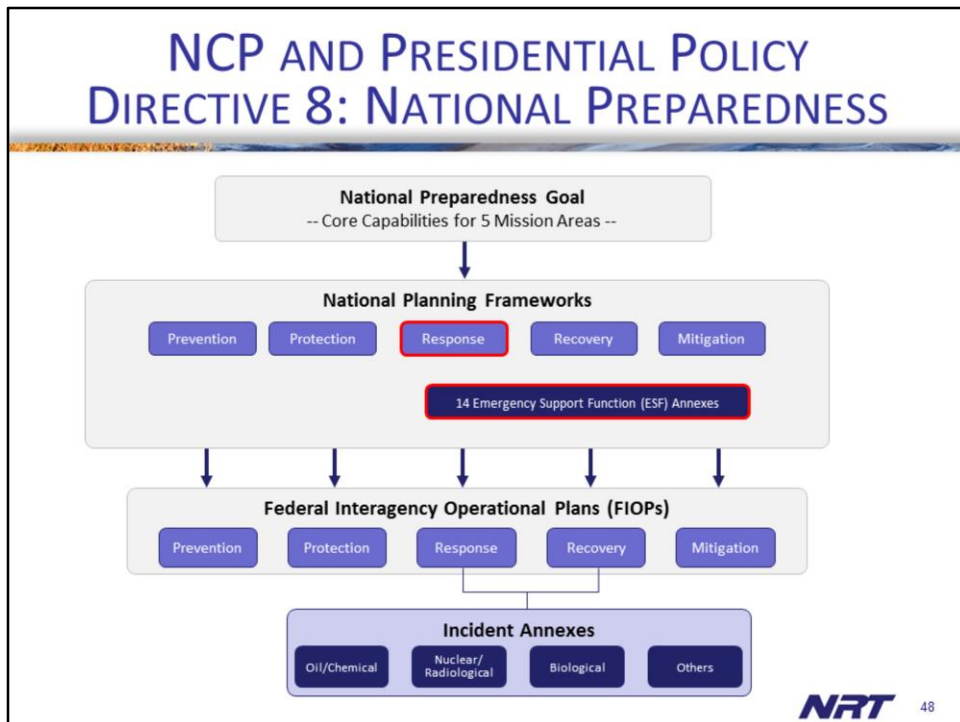 NCP AND PRESIDENTIAL POLICY
DIRECTIVE 8: NATIONAL PREPAREDNESS
National Preparedness Goal
-- Core Capabilities for 5 Mission Areas --
National Planning Frameworks
Prevention
Protection
Response
Recovery
Mitigation
14 Emergency Support Function (ESF) Annexes
Federal Interagency Operational Plans (FIOPs)
Prevention
Protection
Response
Recovery
Mitigation
Incident Annexes
Oil/Chemical
Nuclear/
Radiological
Biological
Others
NRT
48